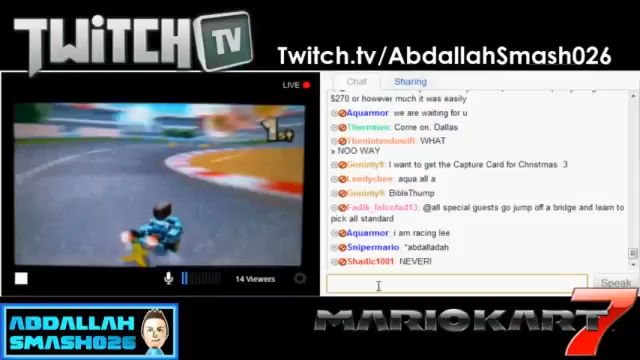 TWiTCH TV
Twitch.tv/AbdallahSmash026
LIVE
Chat
Sharing
$270 or however much it was easily
Aquarmor we are waiting for u
Thermtwo: Come on, Dallas
Thenintendowifi: WHAT
» NOO WAY
Goninty9: I want to get the Capture Card for Christmas :3
Leedychee: aqua all a
Goninty9: BibleThump
Fadik_folcofad13: @all special guests go jump off a bridge and learn to
pick all standard
Aquarmor: i am racing lee
Snipermario: *abdalladah
Shadic1001 NEVER!
1st
14 Viewers
Speak
ABDALLAH
SMASH026
MARIOKART 7